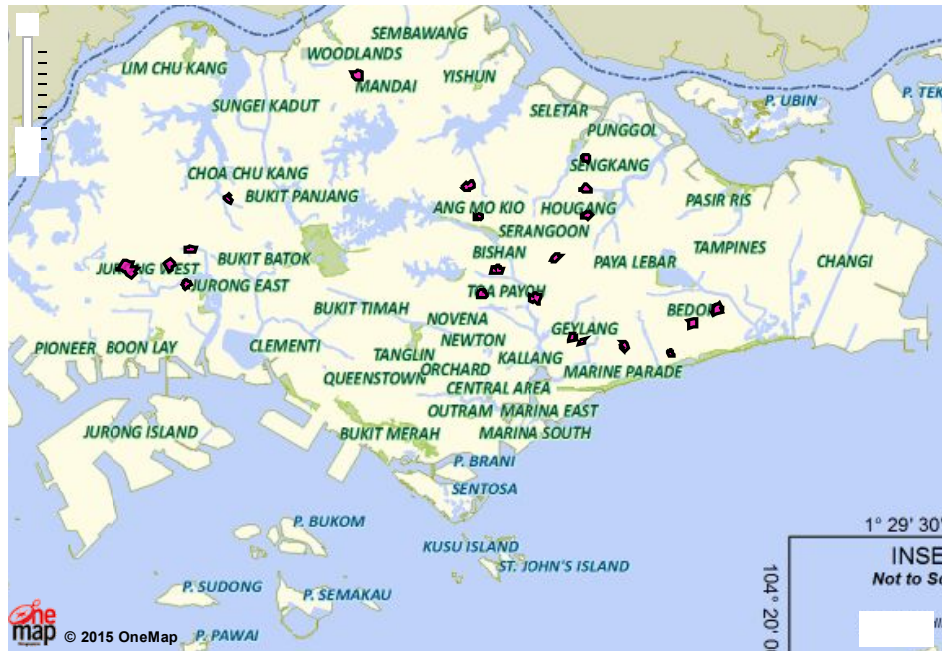 SEMBAWANG
WOODLANDS
LIM CHU KANG
MANDAI
YISHUN
SUNGEI KADUT
SELETAR
P. UBIN
P. TEK
PUNGGOL
SENGKANG
CHOA CHU KANG
BUKIT PANJANG
ANG MO KIO
HOUGANG
PASIR RIS
SERANGOON
BISHAN
TAMPINES
BUKIT BATOK
PAYA LEBAR
CHANGI
JURONG WEST
JURONG EAST
TOA PAYOH
BUKIT TIMAH
NOVENA
BEDOK
GEYLANG
NEWTON
PIONEER
BOON LAY
CLEMENTI
TANGLIN
KALLANG
ORCHARD
MARINE PARADE
QUEENSTOWN
CENTRAL AREA
OUTRAM
MARINA EAST
JURONG ISLAND
BUKIT MERAH
MARINA SOUTH
P. BRANI
SENTOSA
P. BUKOM
1° 29' 30'
KUSU ISLAND
INSE
ST. JOHN'S ISLAND
Not to Sc
104° 20' 0
P. SUDONG
P. SEMAKAU
one
map
© 2015 OneMap
P. PAWAI